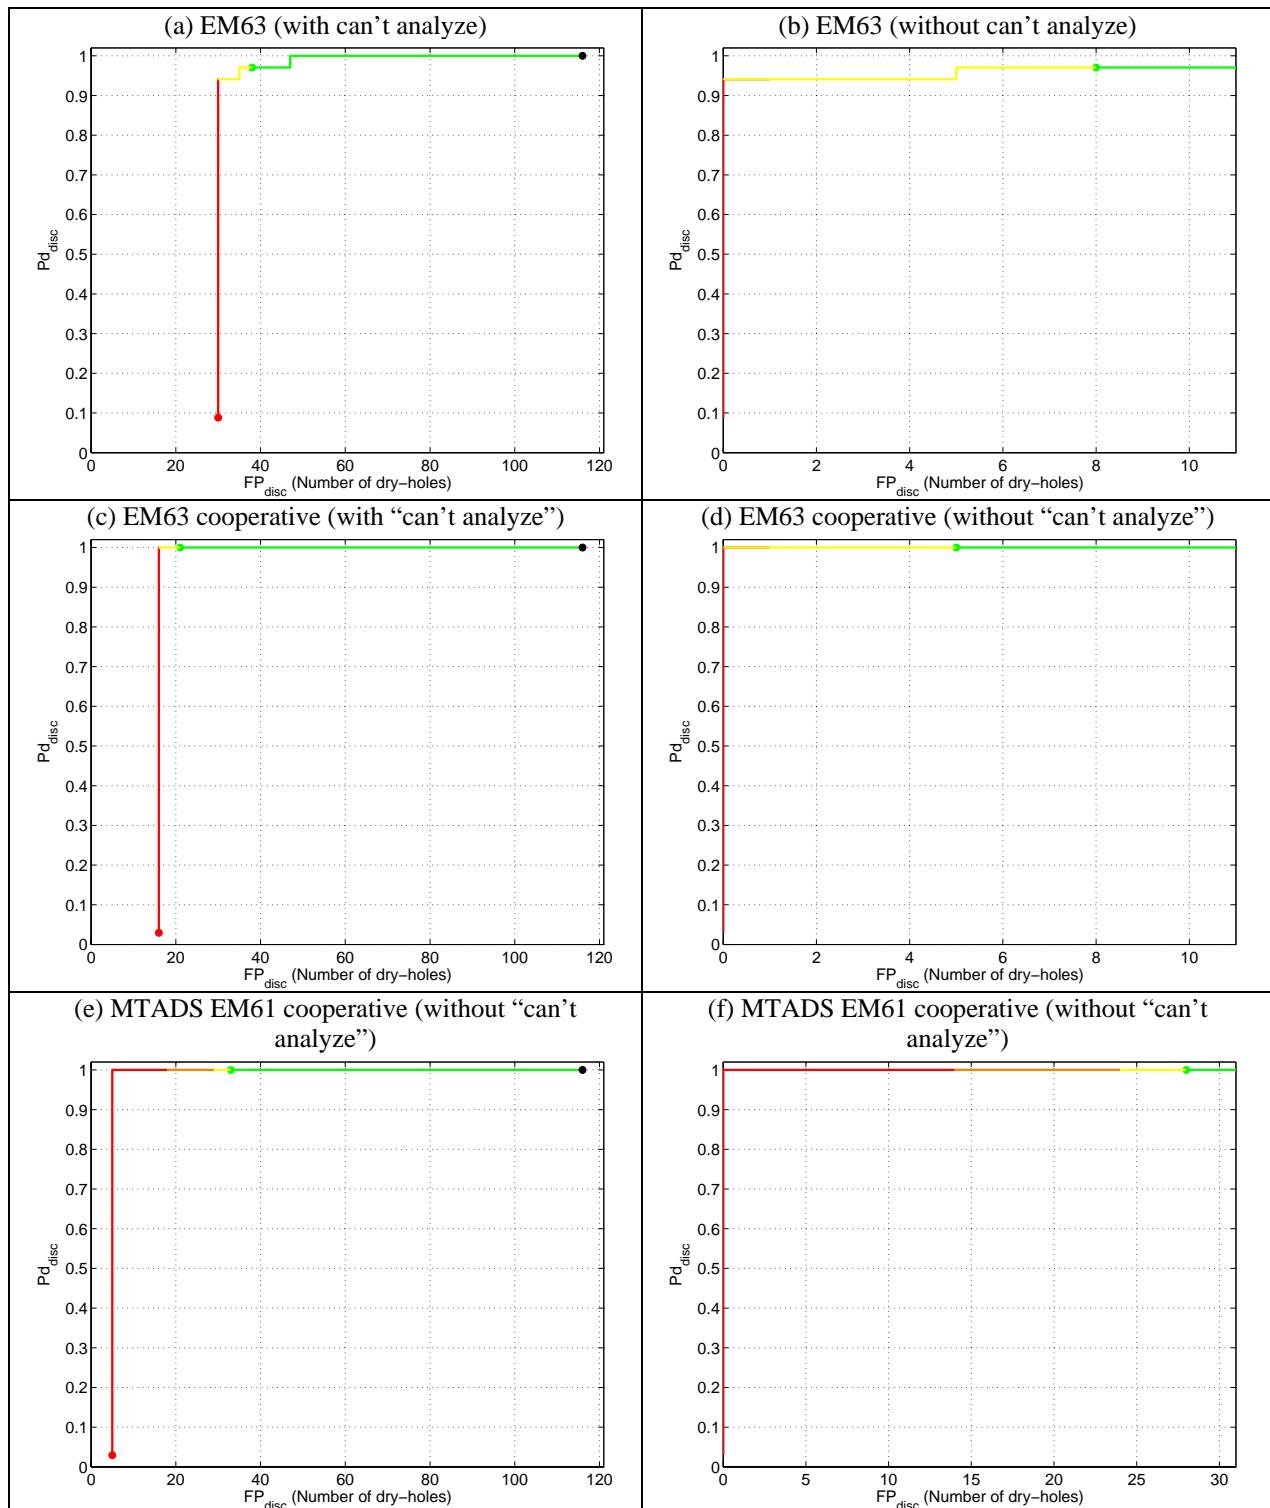 (a) EM63 (with can’t analyze)
1
0.9
0.8
0.7
0.6
0.5
0.4
0.3
0.2
0.1
0
Pd_disc
0 20 40 60 80 100 120
FP_disc (Number of dry−holes)
(b) EM63 (without can’t analyze)
1
0.9
0.8
0.7
0.6
0.5
0.4
0.3
0.2
0.1
0
Pd_disc
0 2 4 6 8 10
FP_disc (Number of dry−holes)
(c) EM63 cooperative (with “can’t analyze”)
1
0.9
0.8
0.7
0.6
0.5
0.4
0.3
0.2
0.1
0
Pd_disc
0 20 40 60 80 100 120
FP_disc (Number of dry−holes)
(d) EM63 cooperative (without “can’t analyze”)
1
0.9
0.8
0.7
0.6
0.5
0.4
0.3
0.2
0.1
0
Pd_disc
0 2 4 6 8 10
FP_disc (Number of dry−holes)
(e) MTADS EM61 cooperative (without “can’t
analyze”)
1
0.9
0.8
0.7
0.6
0.5
0.4
0.3
0.2
0.1
0
Pd_disc
0 20 40 60 80 100 120
FP_disc (Number of dry−holes)
(f) MTADS EM61 cooperative (without “can’t
analyze”)
1
0.9
0.8
0.7
0.6
0.5
0.4
0.3
0.2
0.1
0
Pd_disc
0 5 10 15 20 25 30
FP_disc (Number of dry−holes)